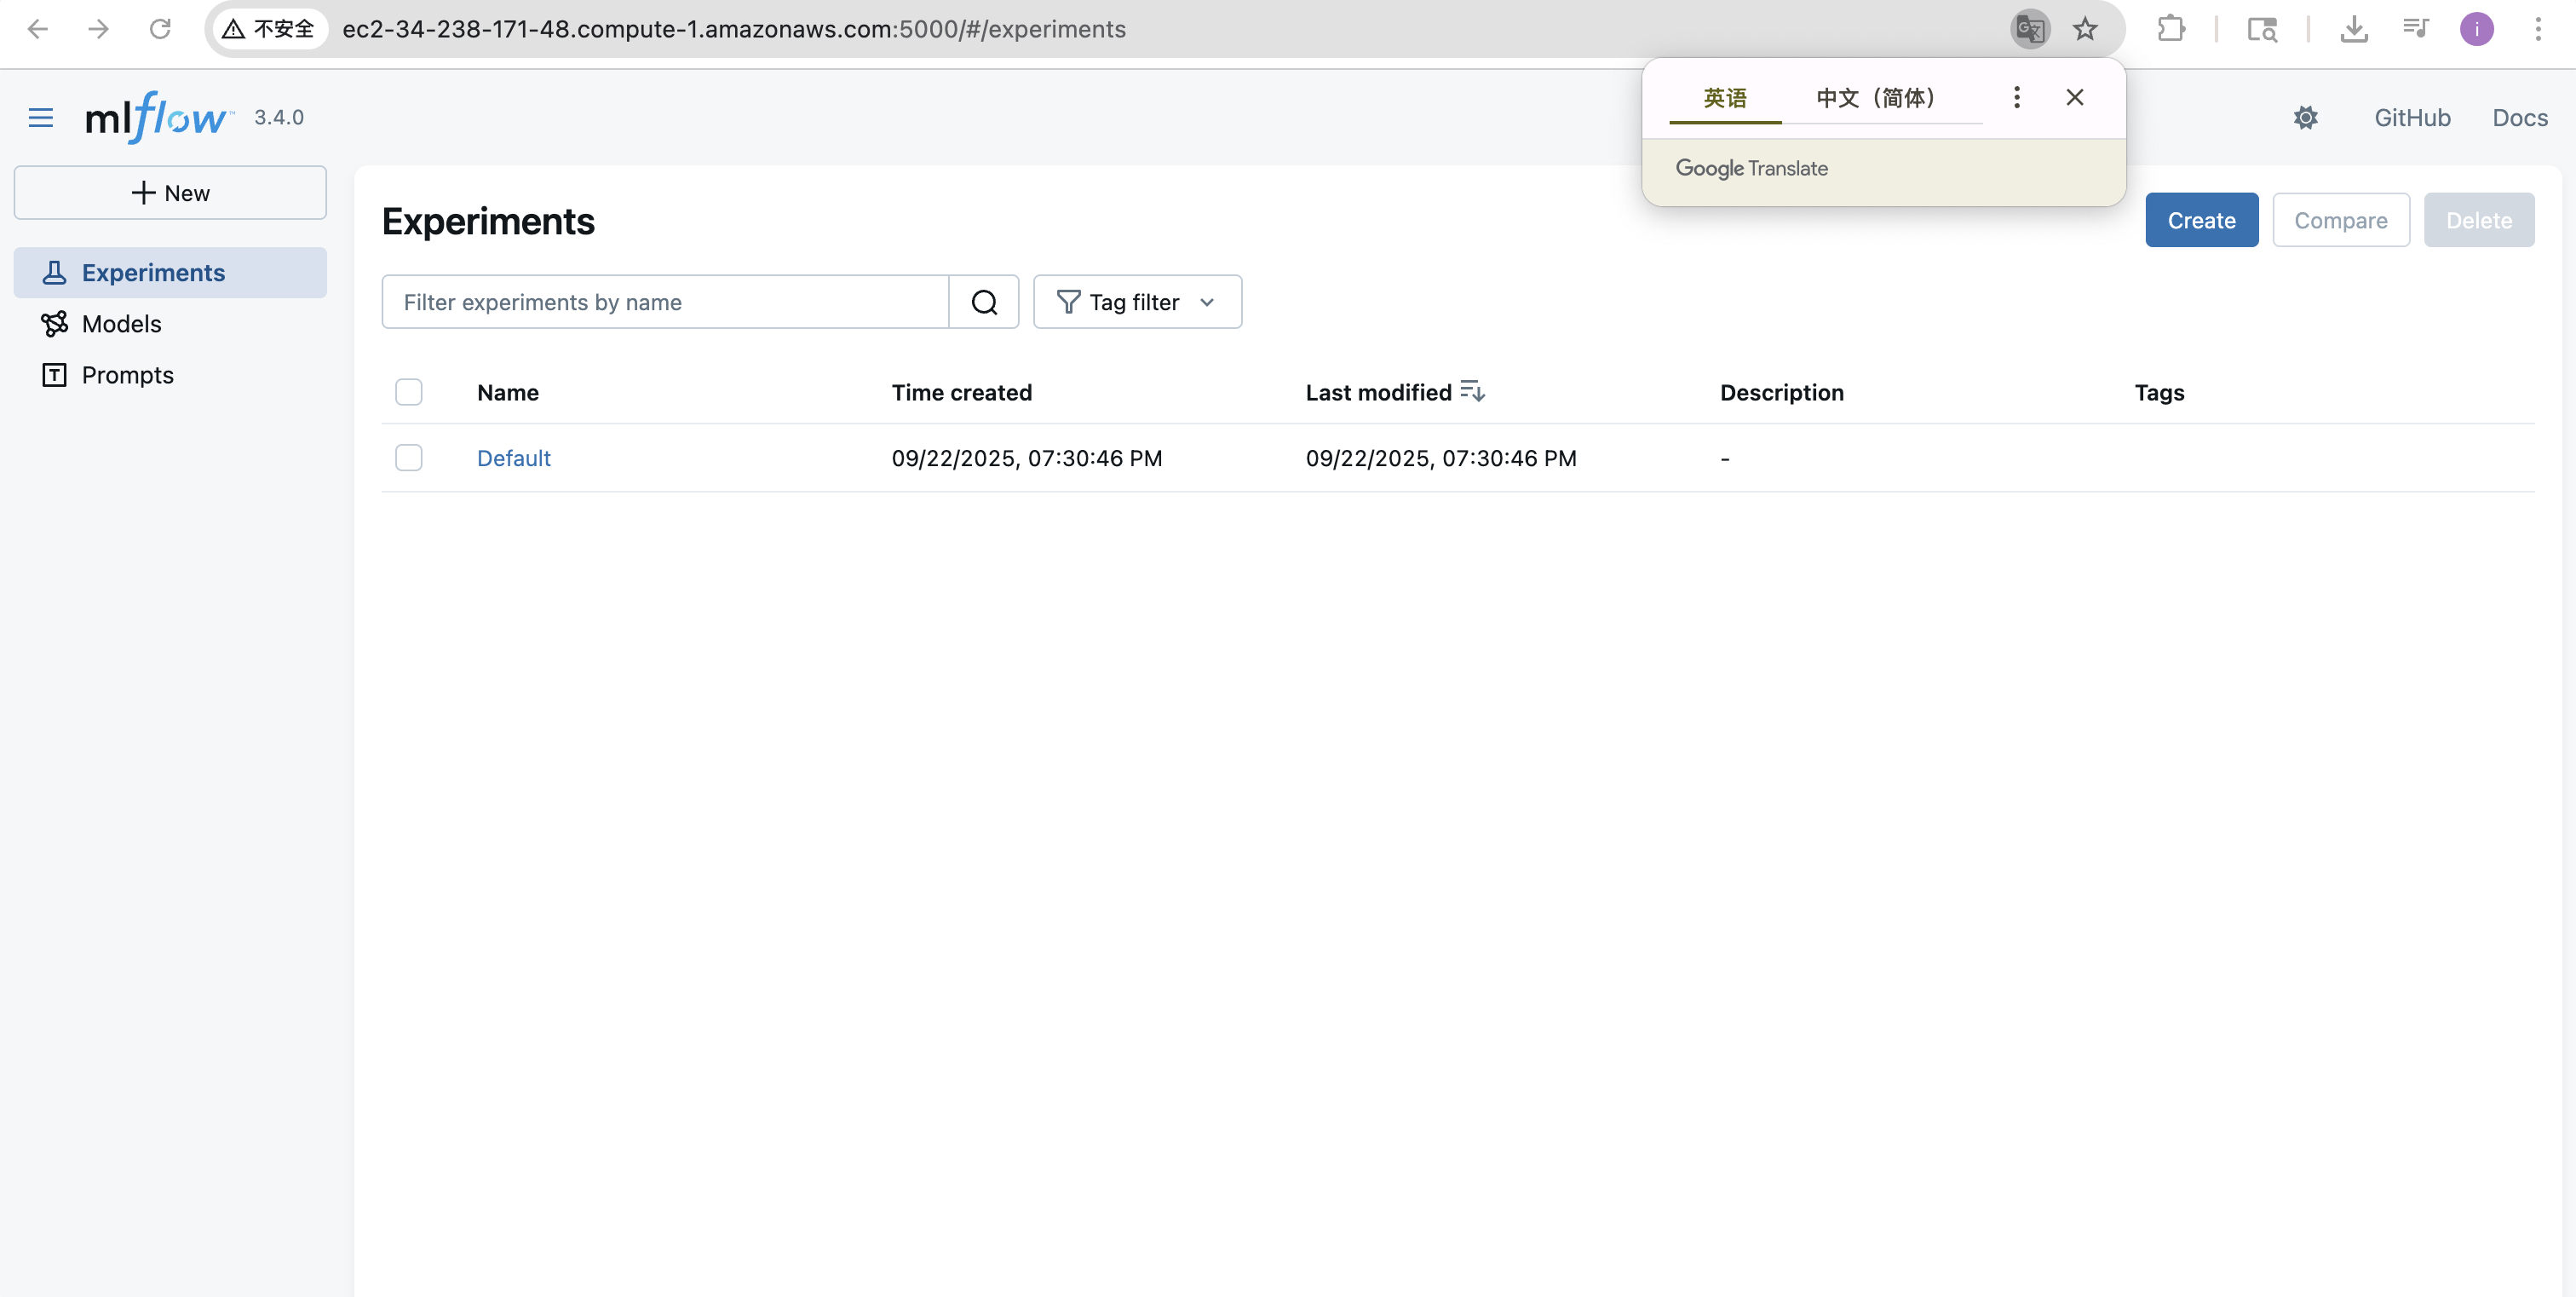 不安全 ec2-34-238-171-48.compute-1.amazonaws.com:5000/#/experiments i
英语 中文（简体）
Google Translate
mlflow™ 3.4.0 GitHub Docs
New
Experiments
Models
Prompts
Experiments
Create Compare Delete
Filter experiments by name Tag filter
Name Time created Last modified Description Tags
Default 09/22/2025, 07:30:46 PM 09/22/2025, 07:30:46 PM -